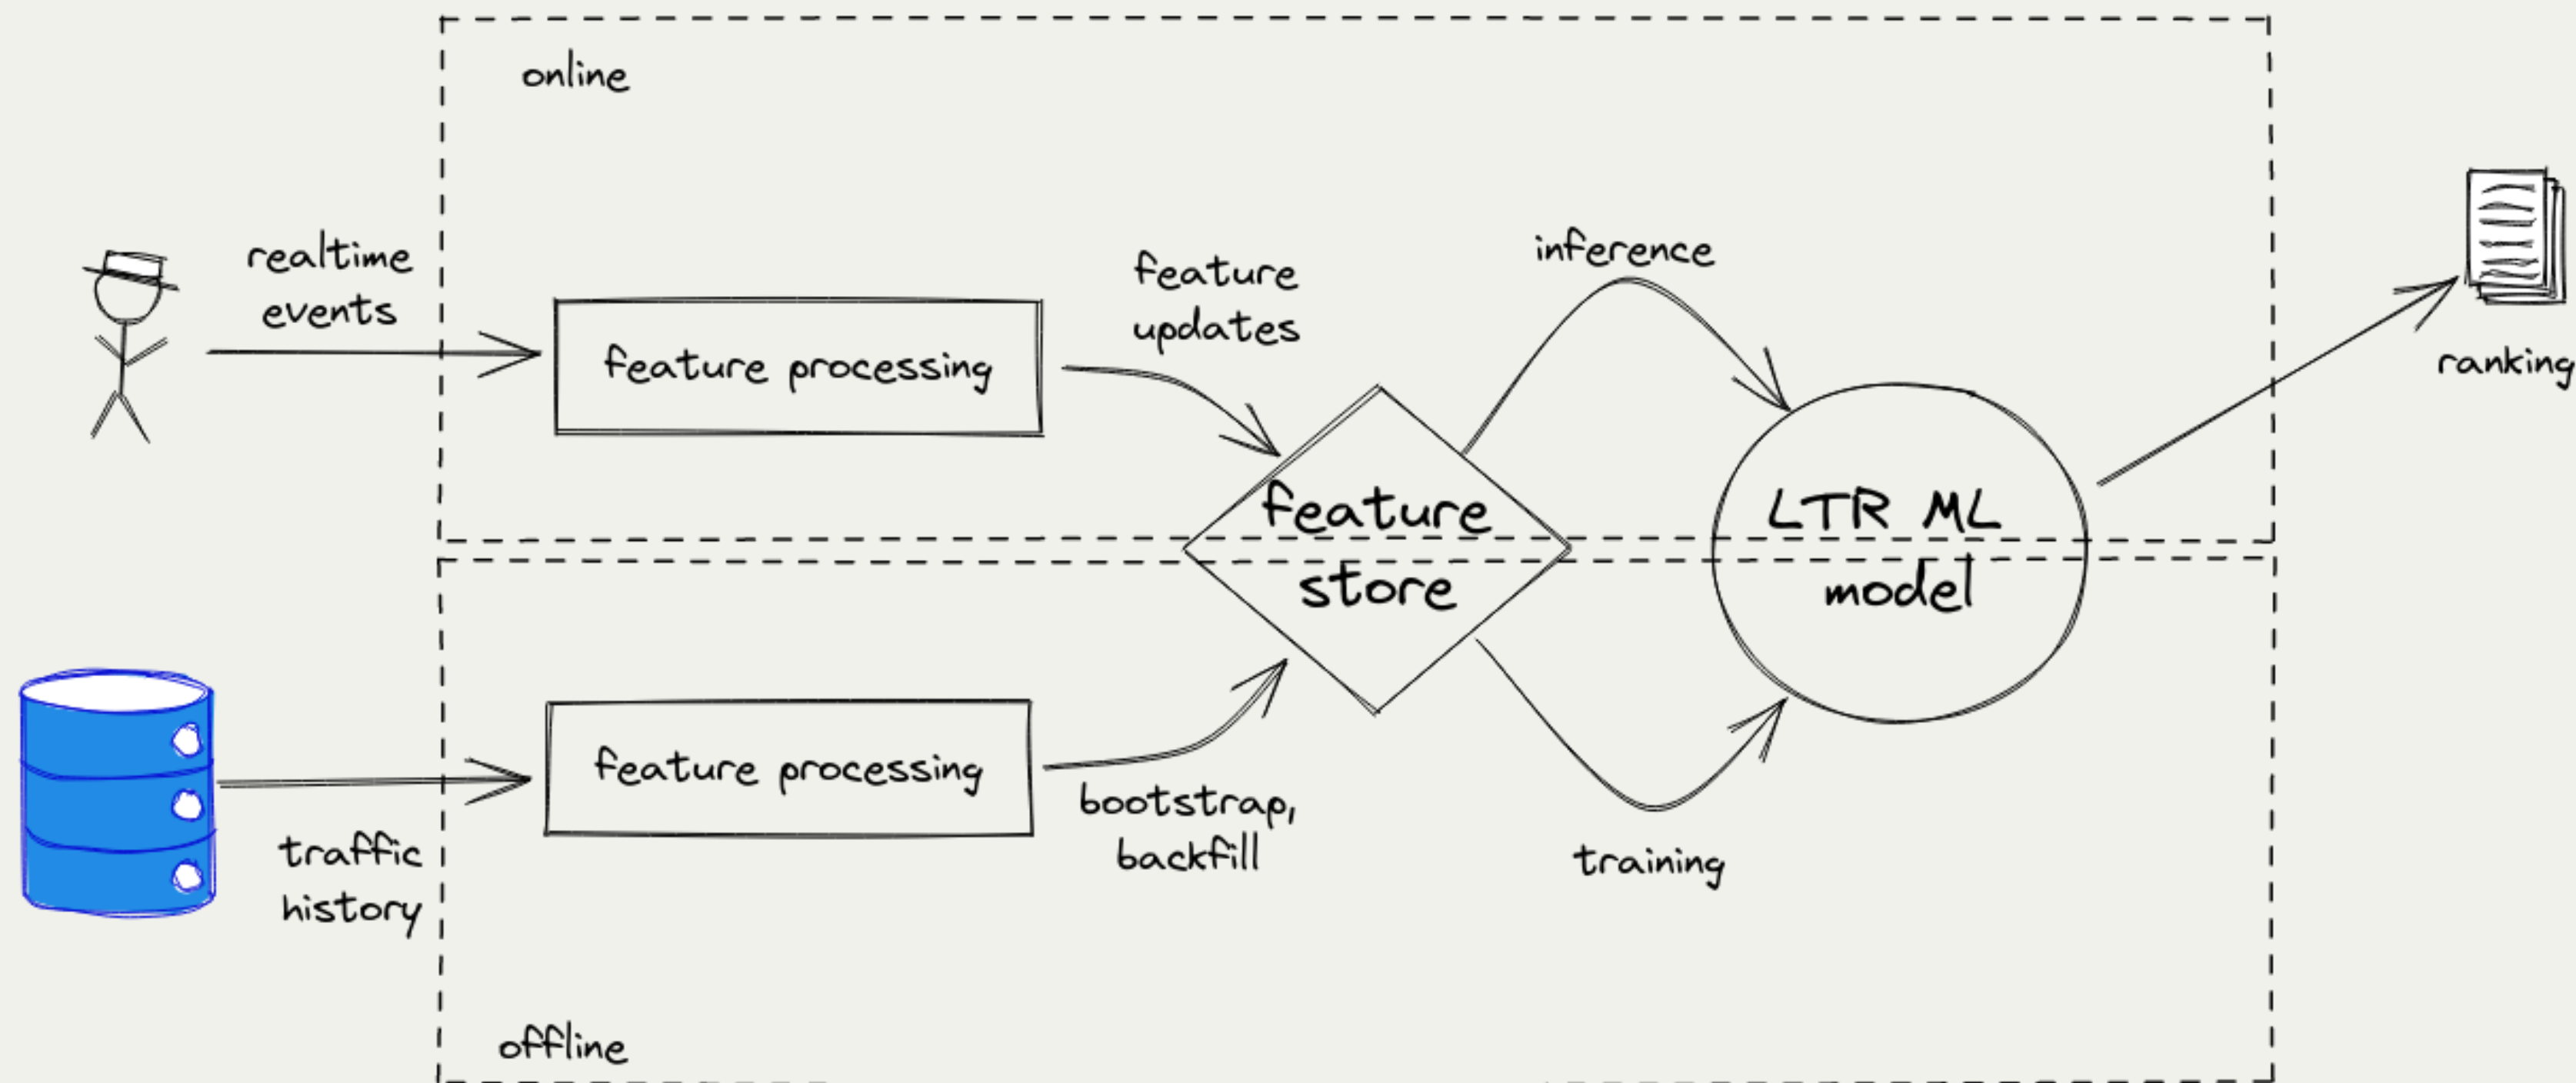 online
realtime
events
feature processing
feature
updates
inference
ranking
feature
store
LTR ML
model
traffic
history
feature processing
bootstrap,
backfill
training
offline